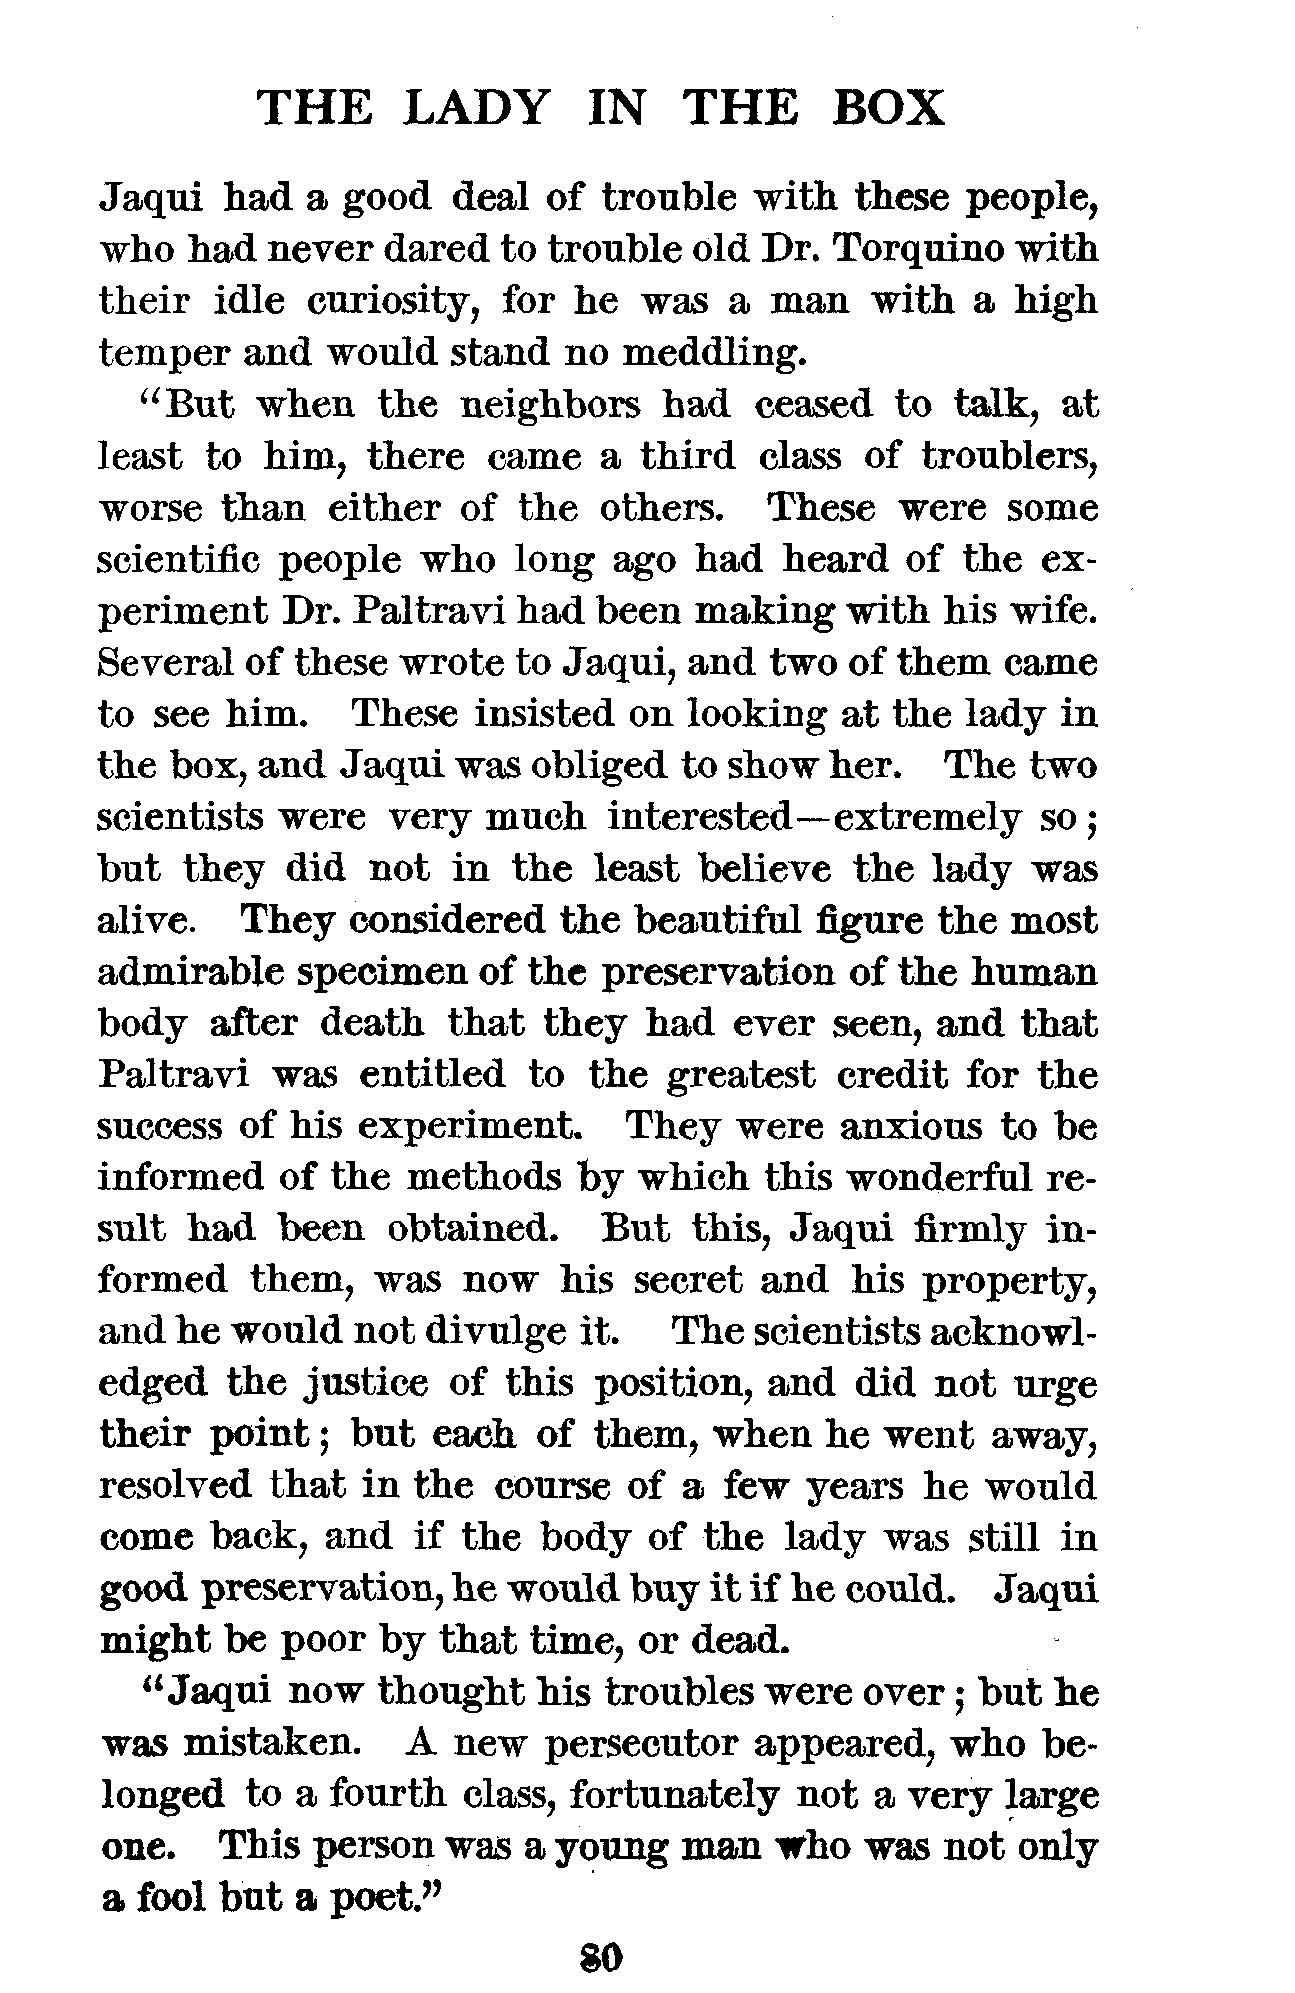 THE LADY IN THE BOX
Jaqui had a good deal of trouble with these people,
who had never dared to trouble old Dr. Torquino with
their idle curiosity, for he was a man with a high
temper and would stand no meddling.
“But when the neighbors had ceased to talk, at
least to him, there came a third class of troublers,
worse than either of the others. These were some
scientific people who long ago had heard of the ex-
periment Dr. Paltravi had been making with his wife.
Several of these wrote to Jaqui, and two of them came
to see him. These insisted on looking at the lady in
the box, and Jaqui was obliged to show her. The two
scientists were very much interested—extremely so;
but they did not in the least believe the lady was
alive. They considered the beautiful figure the most
admirable specimen of the preservation of the human
body after death that they had ever seen, and that
Paltravi was entitled to the greatest credit for the
success of his experiment. They were anxious to be
informed of the methods by which this wonderful re-
sult had been obtained. But this, Jaqui firmly in-
formed them, was now his secret and his property,
and he would not divulge it. The scientists acknowl-
edged the justice of this position, and did not urge
their point; but each of them, when he went away,
resolved that in the course of a few years he would
come back, and if the body of the lady was still in
good preservation, he would buy it if he could. Jaqui
might be poor by that time, or dead.
“Jaqui now thought his troubles were over; but he
was mistaken. A new persecutor appeared, who be-
longed to a fourth class, fortunately not a very large
one. This person was a young man who was not only
a fool but a poet.”
80